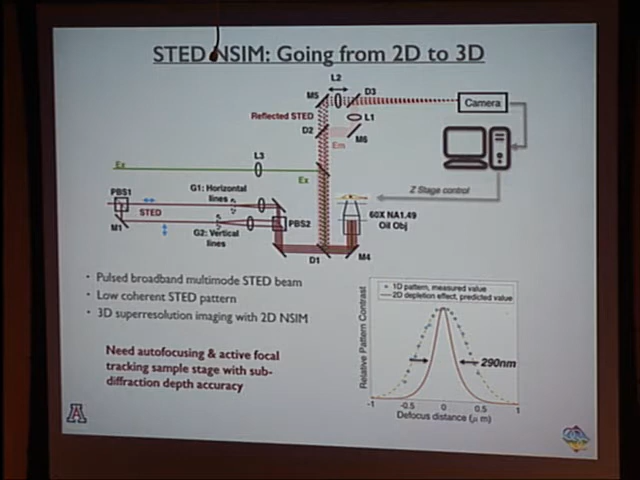 STED NSIM: Going from 2D to 3D
L2
M5
D3
Camera
Reflected STED
L1
D2
M6
Em
L3
Ex
Ex
Z Stage control
PBS1
G1: Horizontal
lines
STED
60X NA1.49
Oil Obj
M1
PBS2
G2: Vertical
lines
D1
M4
• Pulsed broadband multimode STED beam
• Low coherent STED pattern
• 3D superresolution imaging with 2D NSIM
Need autofocusing & active focal
tracking sample stage with sub-
diffraction depth accuracy
1D pattern, measured value
2D depletion effect, predicted value
Relative Pattern Contrast
290nm
-1 -0.5 0 0.5 1
Defocus distance (μ m)
A